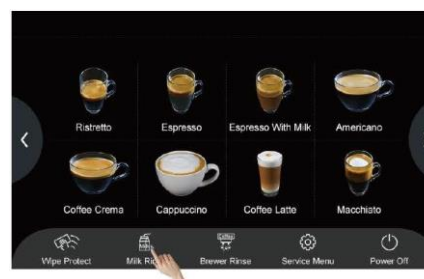 Ristretto
Espresso
Espresso With Milk
Americano
Coffee Crema
Cappuccino
Coffee Latte
Macchiato
Wipe Protect
Milk
Brewer Rinse
Service Menu
Power Off